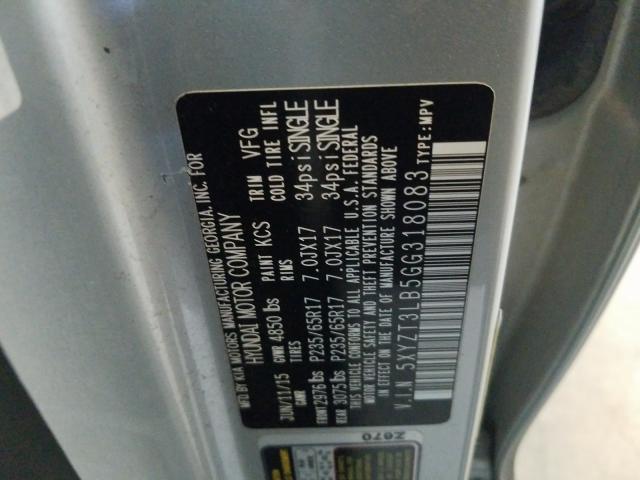 MFD BY KIA MOTORS MANUFACTURING GEORGIA, INC. FOR
HYUNDAI MOTOR COMPANY
JUN/11/15 GVWR 4850 lbs PAINT KCS TRIM VFG
GAWR TIRES RIMS COLD TIRE INFL
FRONT 2976 lbs P235/65R17 7.0JX17 34psi SINGLE
REAR 3075 lbs P235/65R17 7.0JX17 34psi SINGLE
THIS VEHICLE CONFORMS TO ALL APPLICABLE U.S.A. FEDERAL
MOTOR VEHICLE SAFETY AND THEFT PREVENTION STANDARDS
IN EFFECT ON THE DATE OF MANUFACTURE SHOWN ABOVE
V.I.N 5XYZT3LB5GG318083 TYPE:MPV
Z670